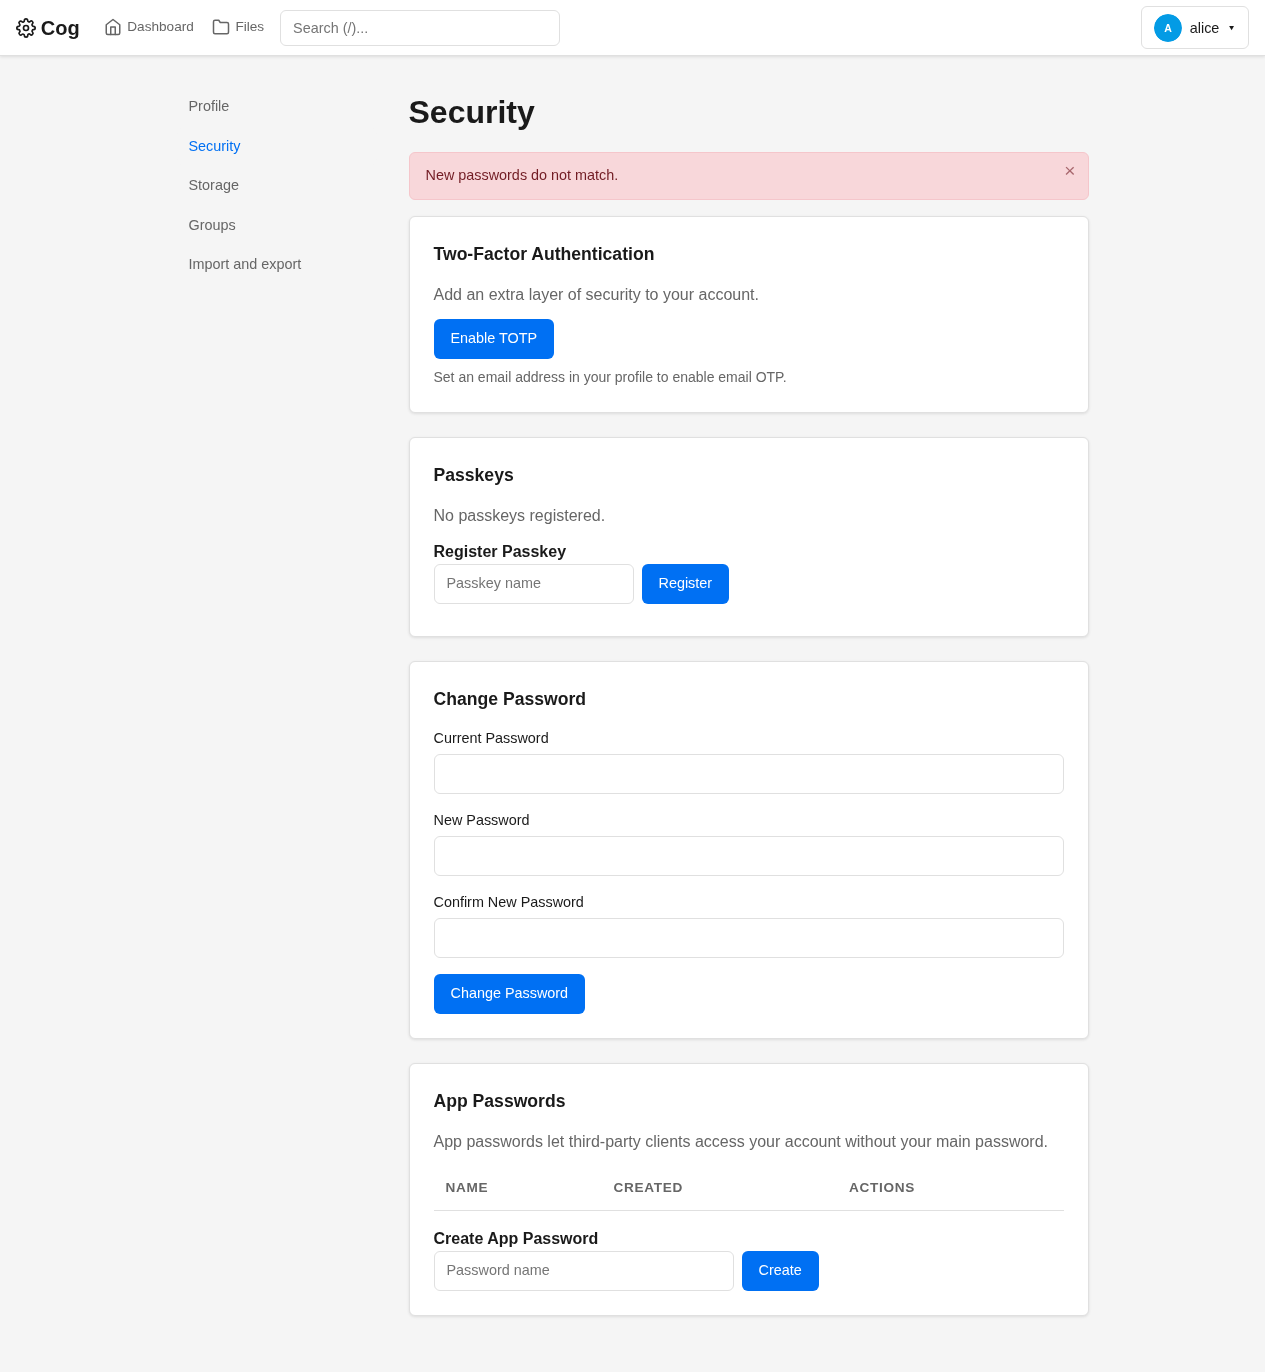 Cog
Dashboard
Files
Search (/)...
A
alice
Profile
Security
Storage
Groups
Import and export
Security
New passwords do not match.
×
Two-Factor Authentication
Add an extra layer of security to your account.
Enable TOTP
Set an email address in your profile to enable email OTP.
Passkeys
No passkeys registered.
Register Passkey
Passkey name
Register
Change Password
Current Password
New Password
Confirm New Password
Change Password
App Passwords
App passwords let third-party clients access your account without your main password.
NAME CREATED ACTIONS
Create App Password
Password name
Create